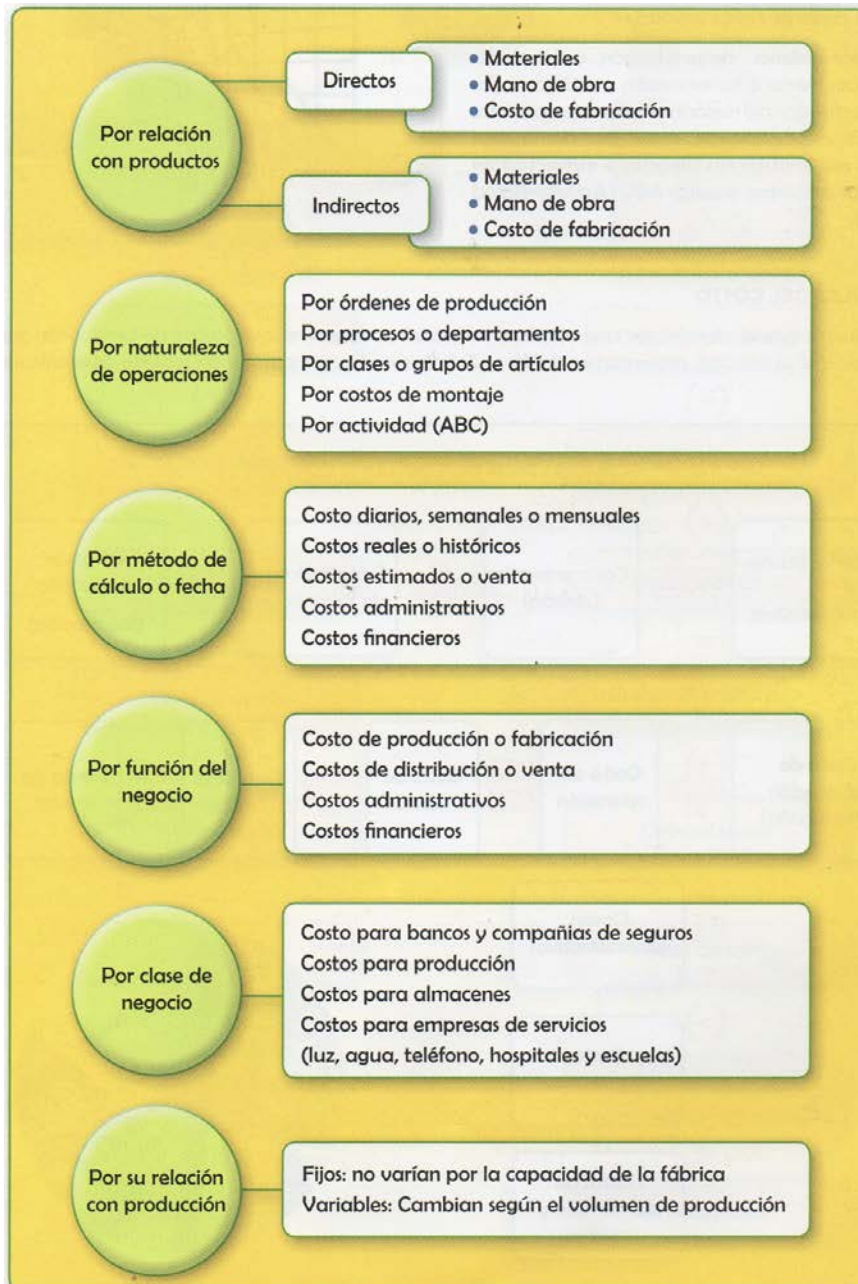 Por relación
con productos
Directos
• Materiales
• Mano de obra
• Costo de fabricación
Indirectos
• Materiales
• Mano de obra
• Costo de fabricación
Por naturaleza
de operaciones
Por órdenes de producción
Por procesos o departamentos
Por clases o grupos de artículos
Por costos de montaje
Por actividad (ABC)
Por método de
cálculo o fecha
Costo diarios, semanales o mensuales
Costos reales o históricos
Costos estimados o venta
Costos administrativos
Costos financieros
Por función del
negocio
Costo de producción o fabricación
Costos de distribución o venta
Costos administrativos
Costos financieros
Por clase de
negocio
Costo para bancos y compañias de seguros
Costos para producción
Costos para almacenes
Costos para empresas de servicios
(luz, agua, teléfono, hospitales y escuelas)
Por su relación
con producción
Fijos: no varían por la capacidad de la fábrica
Variables: Cambian según el volumen de producción